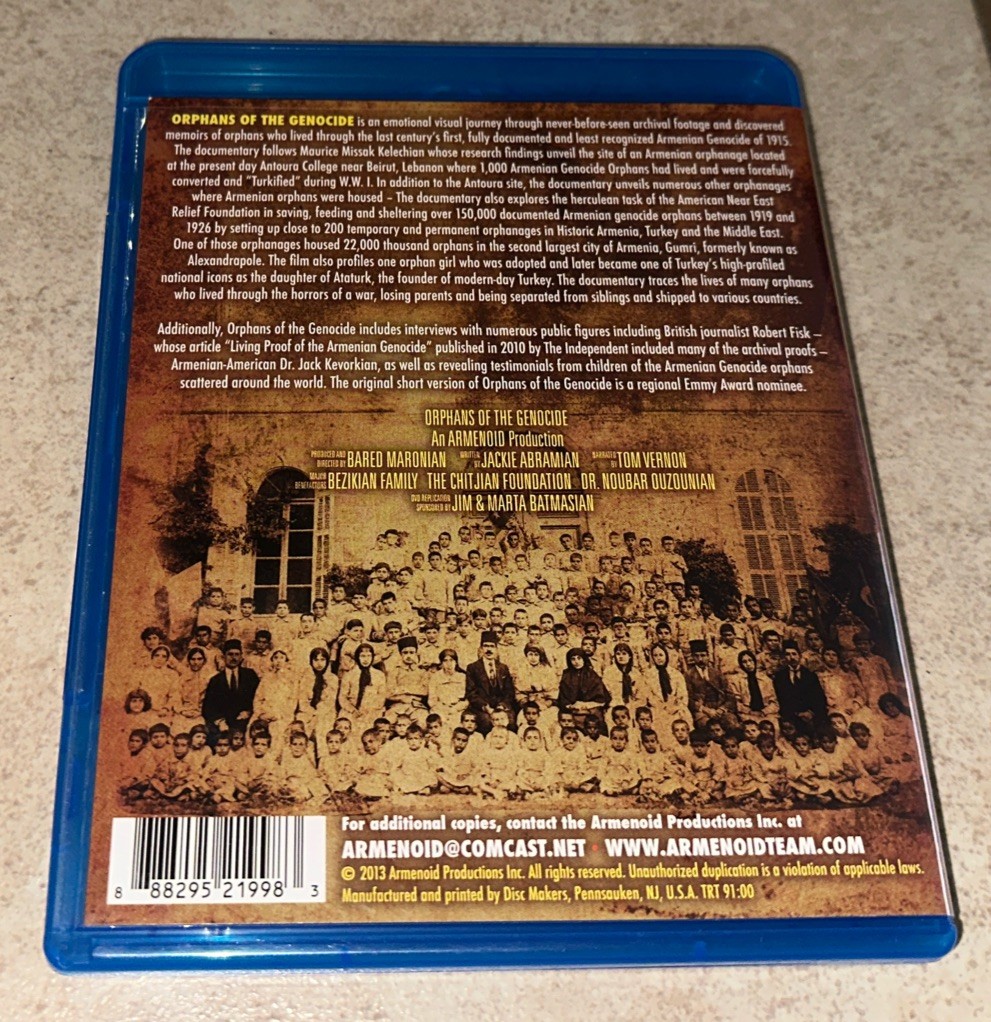 ORPHANS OF THE GENOCIDE is an emotional visual journey through never-before-seen archival footage and discovered
memoirs of orphans who lived through the last century's first, fully documented and least recognized Armenian Genocide of 1915.
The documentary follows Maurice Missak Kelechian whose research findings unveil the site of an Armenian orphanage located
at the present day Antoura College near Beirut, Lebanon where 1,000 Armenian Genocide Orphans had lived and were forcefully
converted and "Turkified" during W.W. I. In addition to the Antoura site, the documentary unveils numerous other orphanages
where Armenian orphans were housed – The documentary also explores the herculean task of the American Near East
Relief Foundation in saving, feeding and sheltering over 150,000 documented Armenian genocide orphans between 1919 and
1926 by setting up close to 200 temporary and permanent orphanages in Historic Armenia, Turkey and the Middle East.
One of those orphanages housed 22,000 thousand orphans in the second largest city of Armenia, Gumri, formerly known as
Alexandrapole. The film also profiles one orphan girl who was adopted and later became one of Turkey's high-profiled
national icons as the daughter of Ataturk, the founder of modern-day Turkey. The documentary traces the lives of many orphans
who lived through the horrors of a war, losing parents and being separated from siblings and shipped to various countries.
Additionally, Orphans of the Genocide includes interviews with numerous public figures including British journalist Robert Fisk –
whose article "Living Proof of the Armenian Genocide" published in 2010 by The Independent included many of the archival proofs –
Armenian-American Dr. Jack Kevorkian, as well as revealing testimonials from children of the Armenian Genocide orphans
scattered around the world. The original short version of Orphans of the Genocide is a regional Emmy Award nominee.
ORPHANS OF THE GENOCIDE
An ARMENOID Production
PRODUCED AND DIRECTED BY BARED MARONIAN WRITTEN BY JACKIE ABRAMIAN NARRATED BY TOM VERNON
MAJOR BENEFACTORS BEZIKIAN FAMILY THE CHITJIAN FOUNDATION DR. NOUBAR OUZOUNIAN
DVD REPLICATION SPONSORED BY JIM & MARTA BATMASIAN
For additional copies, contact the Armenoid Productions Inc. at
ARMENOID@COMCAST.NET • WWW.ARMENOIDTEAM.COM
© 2013 Armenoid Productions Inc. All rights reserved. Unauthorized duplication is a violation of applicable laws.
Manufactured and printed by Disc Makers, Pennsauken, NJ, U.S.A. TRT 91:00
8 88295 21998 3